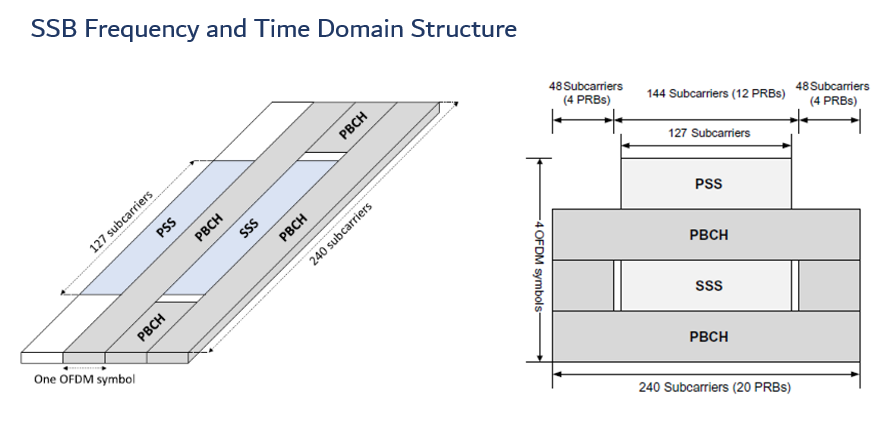 SSB Frequency and Time Domain Structure
127 subcarriers
PSS
PBCH
SSS
PBCH
PBCH
PBCH
240 subcarriers
One OFDM symbol
48 Subcarriers
(4 PRBs)
144 Subcarriers (12 PRBs)
48 Subcarriers
(4 PRBs)
127 Subcarriers
4 OFDM symbols
PSS
PBCH
SSS
PBCH
240 Subcarriers (20 PRBs)